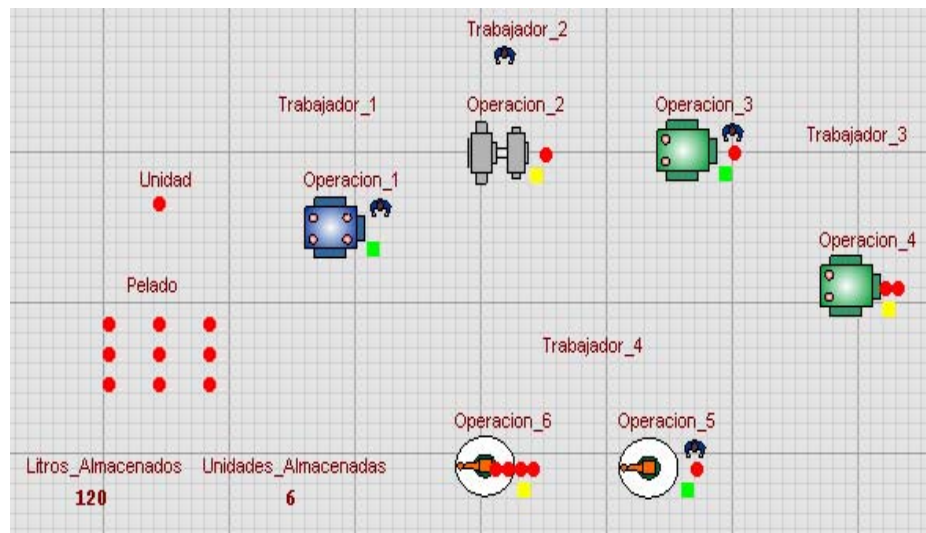 Trabajador_2
Trabajador_1
Operacion_2
Operacion_3
Trabajador_3
Unidad
Operacion_1
Operacion_4
Pelado
Trabajador_4
Operacion_6
Operacion_5
Litros_Almacenados
Unidades_Almacenadas
120
6